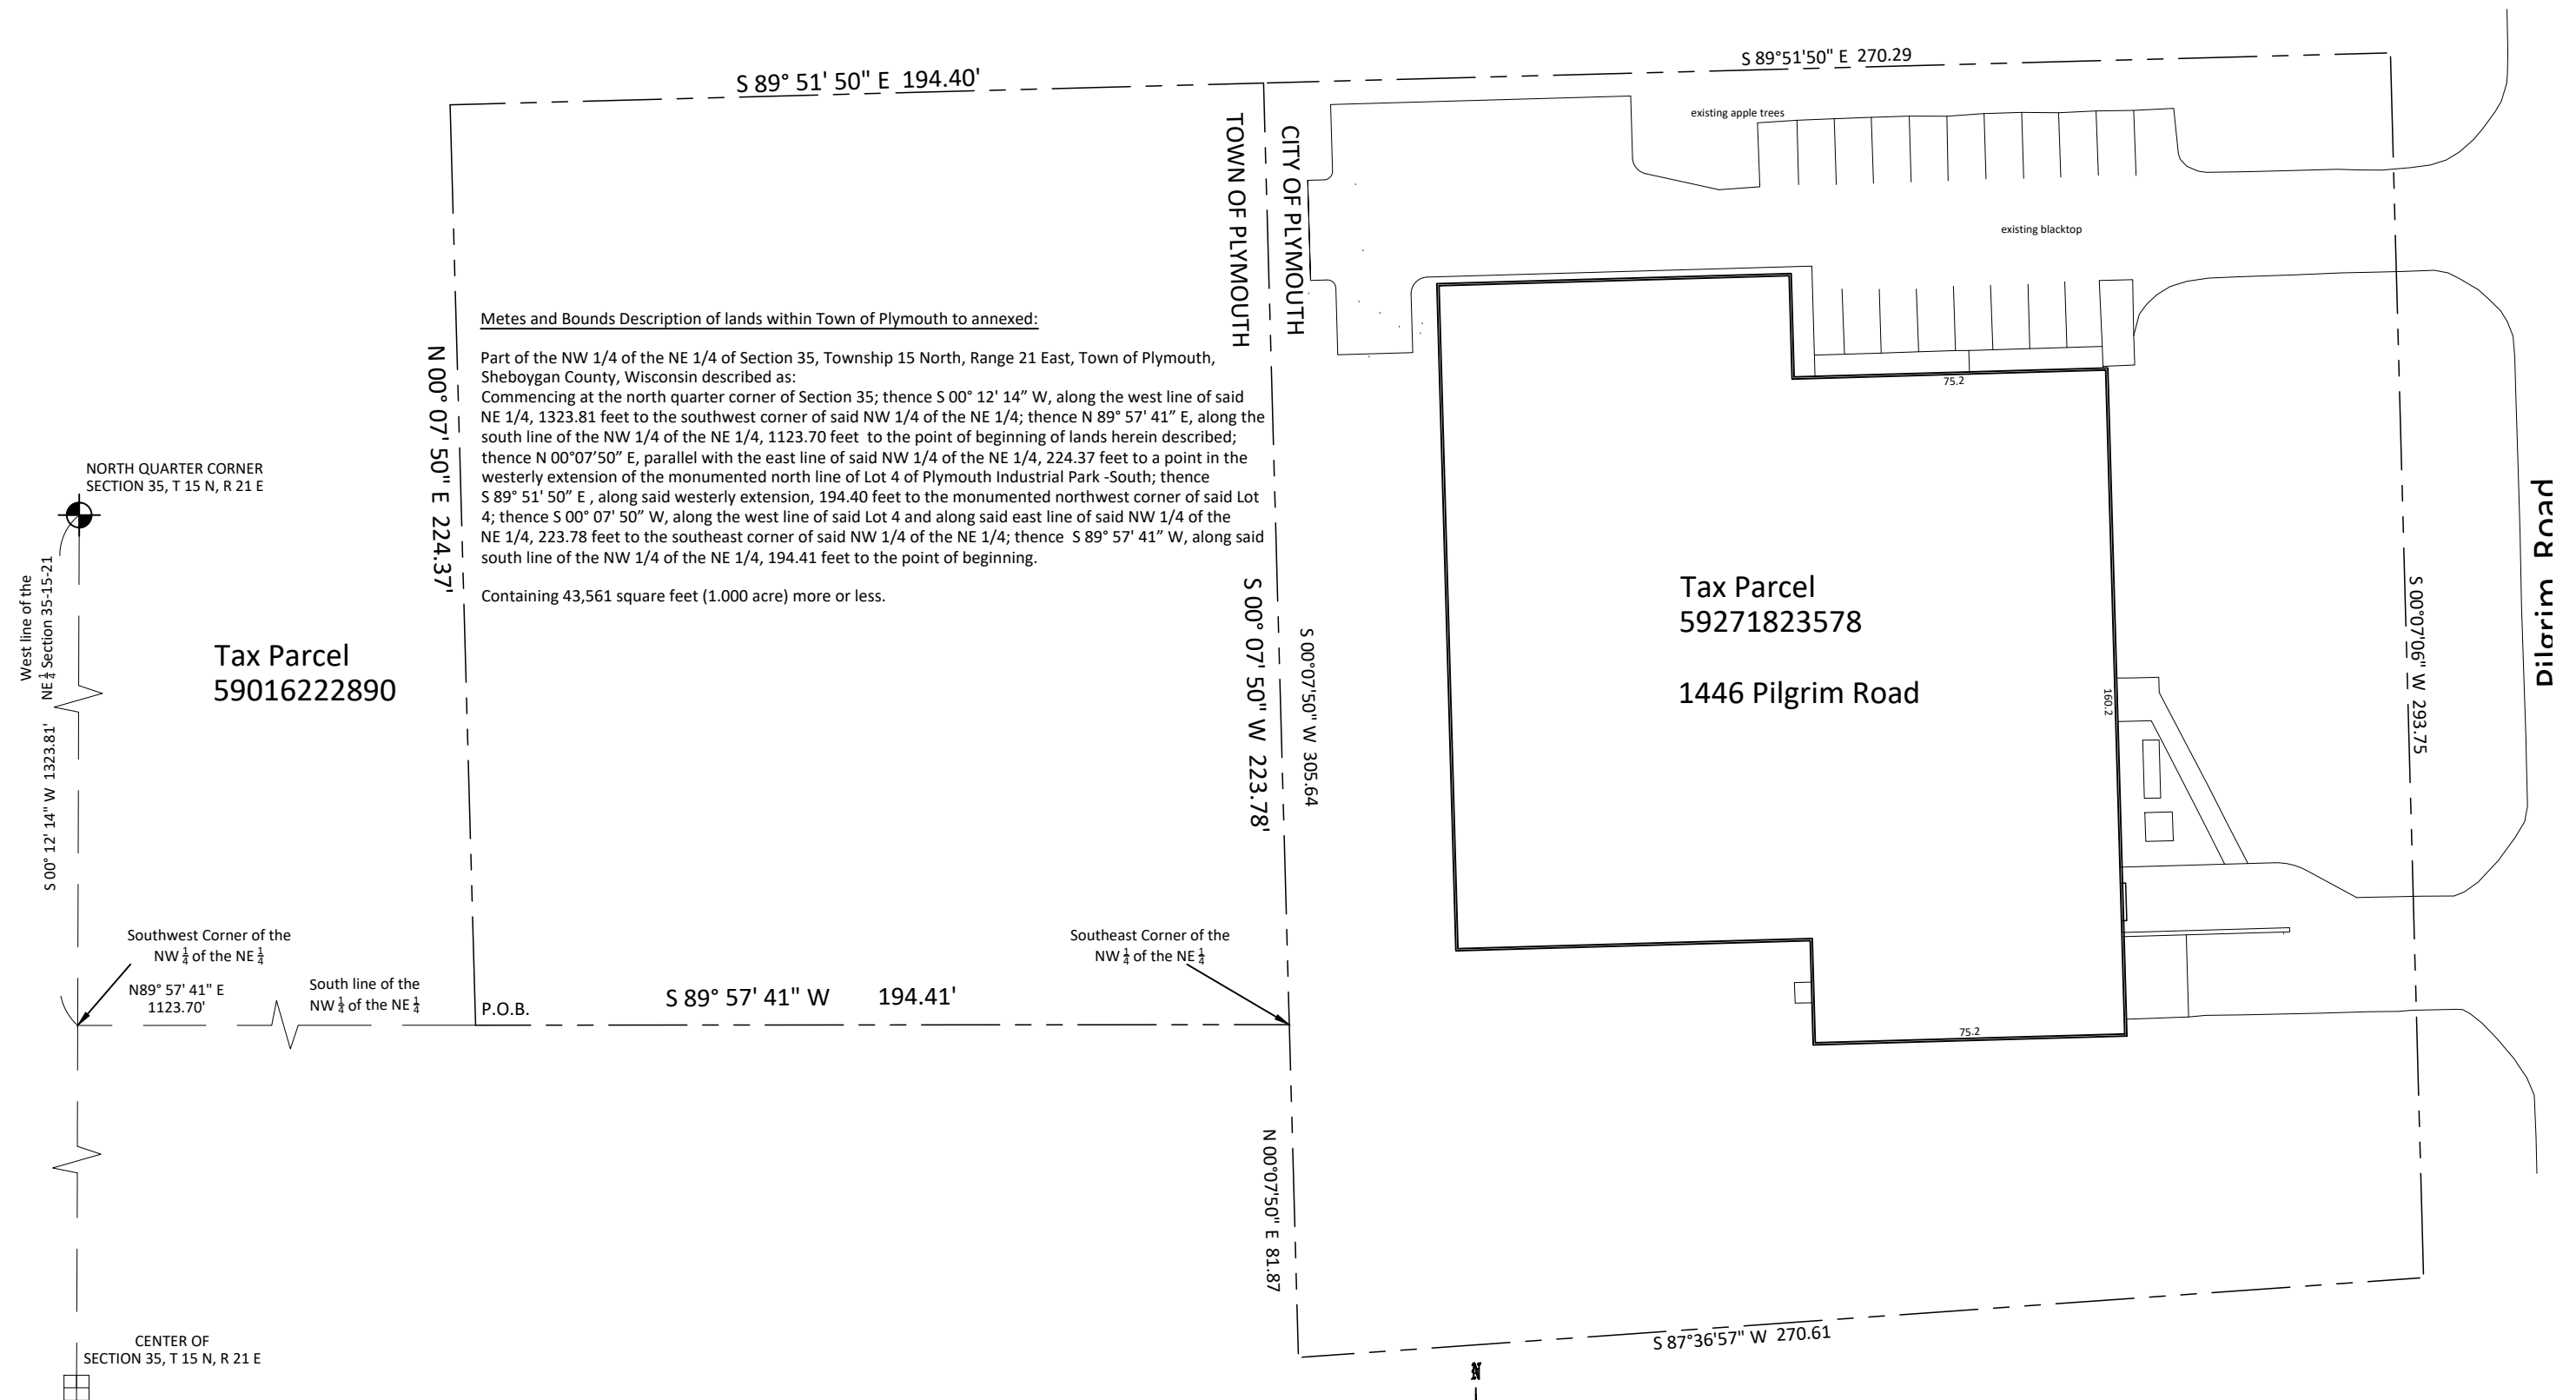 S 89° 51' 50" E 194.40'
S 89°51'50" E 270.29
existing apple trees
existing blacktop
TOWN OF PLYMOUTH
CITY OF PLYMOUTH
Metes and Bounds Description of lands within Town of Plymouth to annexed:
Part of the NW 1/4 of the NE 1/4 of Section 35, Township 15 North, Range 21 East, Town of Plymouth,
Sheboygan County, Wisconsin described as:
Commencing at the north quarter corner of Section 35; thence S 00° 12' 14” W, along the west line of said
NE 1/4, 1323.81 feet to the southwest corner of said NW 1/4 of the NE 1/4; thence N 89° 57' 41” E, along the
south line of the NW 1/4 of the NE 1/4, 1123.70 feet to the point of beginning of lands herein described;
thence N 00°07’50” E, parallel with the east line of said NW 1/4 of the NE 1/4, 224.37 feet to a point in the
westerly extension of the monumented north line of Lot 4 of Plymouth Industrial Park -South; thence
S 89° 51' 50” E , along said westerly extension, 194.40 feet to the monumented northwest corner of said Lot
4; thence S 00° 07' 50” W, along the west line of said Lot 4 and along said east line of said NW 1/4 of the
NE 1/4, 223.78 feet to the southeast corner of said NW 1/4 of the NE 1/4; thence S 89° 57' 41” W, along said
south line of the NW 1/4 of the NE 1/4, 194.41 feet to the point of beginning.
Containing 43,561 square feet (1.000 acre) more or less.
N 00° 07' 50" E 224.37'
NORTH QUARTER CORNER
SECTION 35, T 15 N, R 21 E
West line of the
NE 1/4 Section 35-15-21
S 00° 12' 14" W 1323.81'
Tax Parcel
59016222890
S 00° 07' 50" W 223.78'
S 00°07'50" W 305.64
75.2
Tax Parcel
59271823578
1446 Pilgrim Road
160.2
S 00°07'06" W 293.75
Pilgrim Road
Southwest Corner of the
NW 1/4 of the NE 1/4
N89° 57' 41" E
1123.70'
South line of the
NW 1/4 of the NE 1/4
P.O.B.
S 89° 57' 41" W 194.41'
Southeast Corner of the
NW 1/4 of the NE 1/4
75.2
N 00°07'50" E 81.87
S 87°36'57" W 270.61
CENTER OF
SECTION 35, T 15 N, R 21 E
N